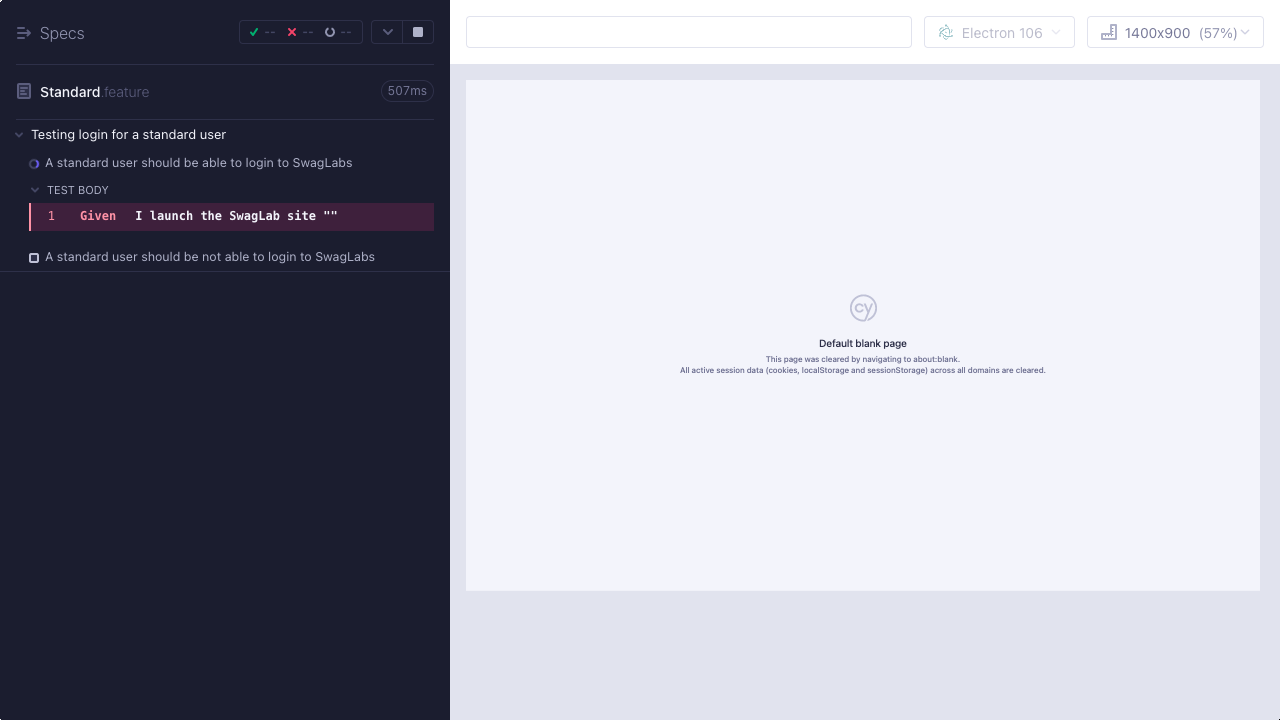 Specs
-- -- --
Standard.feature
507ms
Testing login for a standard user
A standard user should be able to login to SwagLabs
TEST BODY
1 Given I launch the SwagLab site ""
A standard user should be not able to login to SwagLabs
Electron 106
1400x900 (57%)
cy
Default blank page
This page was cleared by navigating to about:blank.
All active session data (cookies, localStorage and sessionStorage) across all domains are cleared.